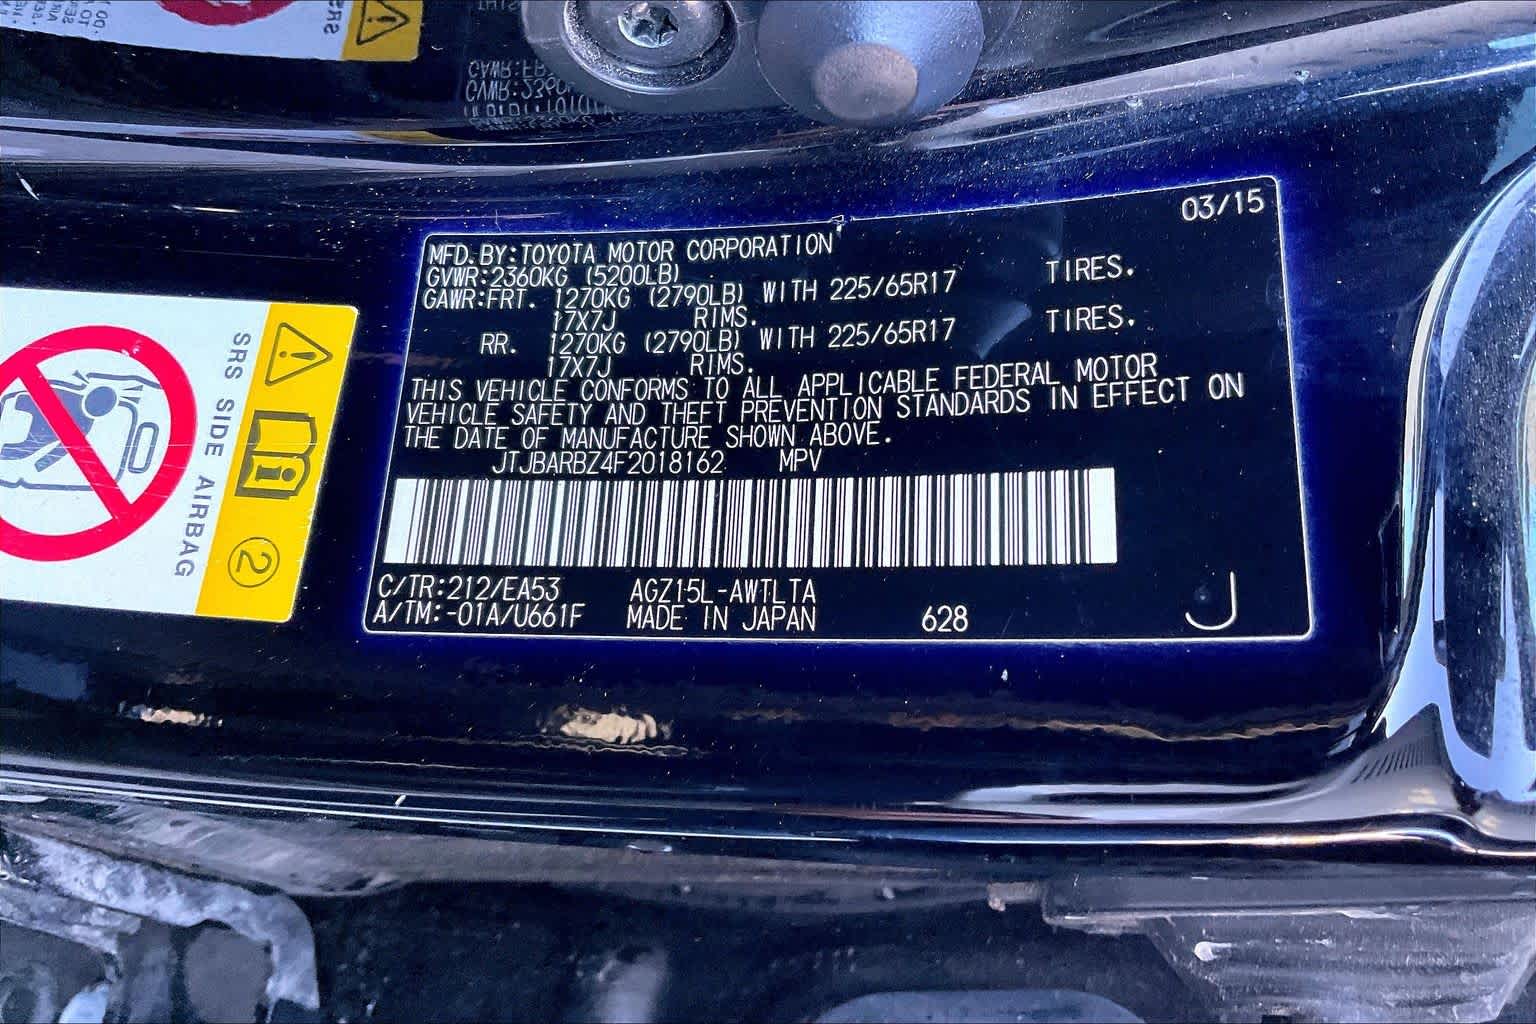 03/15
MFD. BY:TOYOTA MOTOR CORPORATION
GVWR:2360KG (5200LB)
GAWR:FRT. 1270KG (2790LB) WITH 225/65R17 TIRES.
17X7J RIMS.
RR. 1270KG (2790LB) WITH 225/65R17 TIRES.
17X7J RIMS.
THIS VEHICLE CONFORMS TO ALL APPLICABLE FEDERAL MOTOR
VEHICLE SAFETY AND THEFT PREVENTION STANDARDS IN EFFECT ON
THE DATE OF MANUFACTURE SHOWN ABOVE.
JTJBARBZ4F2018162 MPV
C/TR:212/EA53 AGZ15L-AWTLTA
A/TM:-01A/U661F MADE IN JAPAN 628 J
SRS SIDE AIRBAG
2